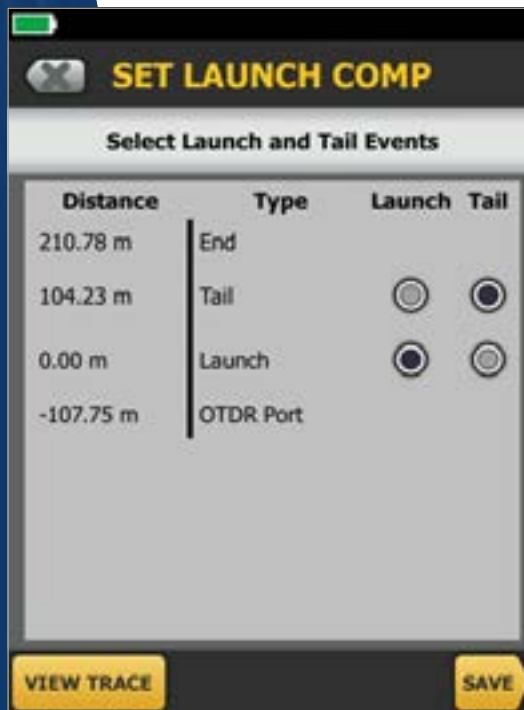 SET LAUNCH COMP
Select Launch and Tail Events
Distance Type Launch Tail
210.78 m End
104.23 m Tail
0.00 m Launch
-107.75 m OTDR Port
VIEW TRACE SAVE